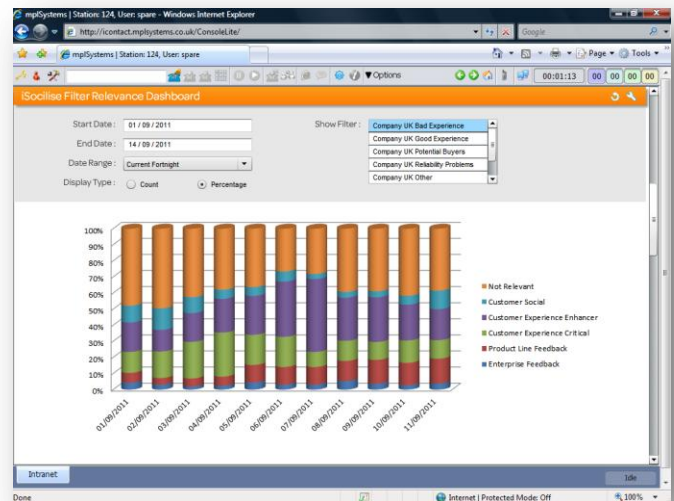 mplSystems | Station: 124, User: spare - Windows Internet Explorer
http://icontact.mplsystems.co.uk/ConsoleLite/
Google
mplSystems | Station: 124, User: spare
Page
Tools
Options
00:01:13
00 00 00 00
iSocilise Filter Relevance Dashboard
Start Date: 01 / 09 / 2011
End Date: 14 / 09 / 2011
Date Range: Current Fortnight
Display Type: Count Percentage
Show Filter:
Company UK Bad Experience
Company UK Good Experience
Company UK Potential Buyers
Company UK Reliability Problems
Company UK Other
100%
90%
80%
70%
60%
50%
40%
30%
20%
10%
0%
01/09/2011
02/09/2011
03/09/2011
04/09/2011
05/09/2011
06/09/2011
07/09/2011
08/09/2011
09/09/2011
10/09/2011
11/09/2011
Not Relevant
Customer Social
Customer Experience Enhancer
Customer Experience Critical
Product Line Feedback
Enterprise Feedback
Intranet
Idle
Done
Internet | Protected Mode: Off
100%